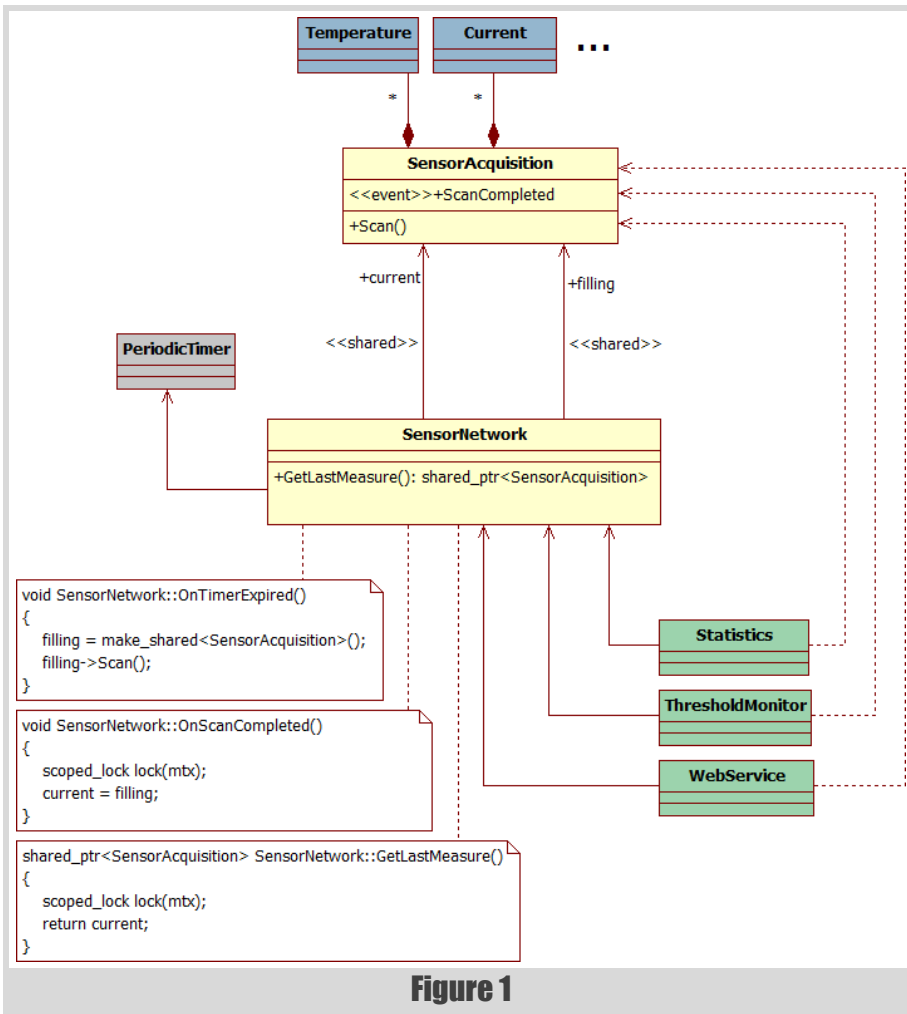 Temperature
Current
...
*
*
SensorAcquisition
<<event>>+ScanCompleted
+Scan()
+current
+filling
<<shared>>
<<shared>>
PeriodicTimer
SensorNetwork
+GetLastMeasure(): shared_ptr<SensorAcquisition>
void SensorNetwork::OnTimerExpired()
{
filling = make_shared<SensorAcquisition>();
filling->Scan();
}
void SensorNetwork::OnScanCompleted()
{
scoped_lock lock(mtx);
current = filling;
}
shared_ptr<SensorAcquisition> SensorNetwork::GetLastMeasure()
{
scoped_lock lock(mtx);
return current;
}
Statistics
ThresholdMonitor
WebService
Figure 1